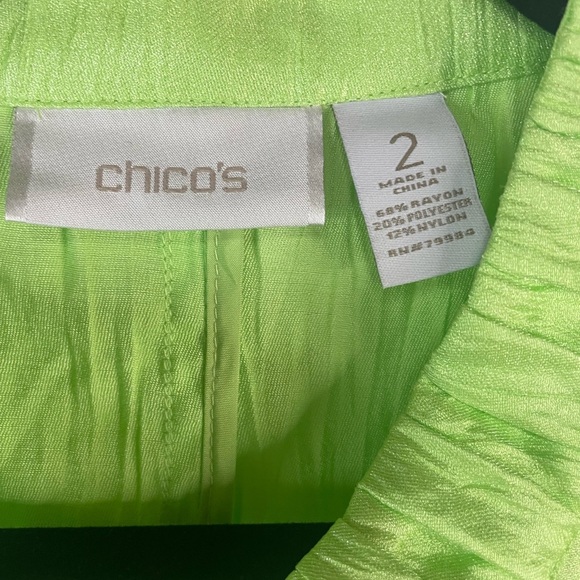 chico's
2
MADE IN
CHINA
68% RAYON
20% POLYESTER
12% NYLON
RN#79984